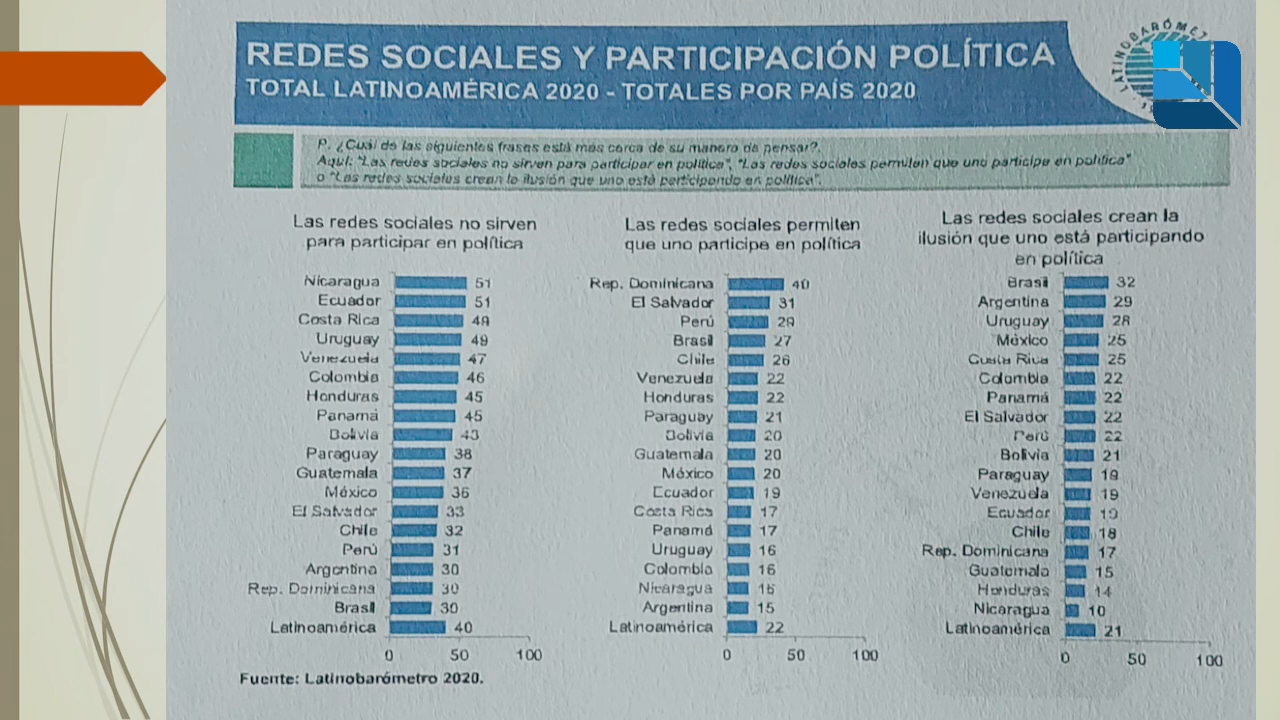 REDES SOCIALES Y PARTICIPACIÓN POLÍTICA
TOTAL LATINOAMÉRICA 2020 - TOTALES POR PAÍS 2020
LATINOBARÓMET
P. ¿Cuál de las siguientes frases está más cerca de su manera de pensar?.
Aquí: "Las redes sociales no sirven para participar en política", "Las redes sociales permiten que uno participe en política"
o "Las redes sociales crean la ilusión que uno está participando en política".
Las redes sociales no sirven
para participar en política
Nicaragua 51
Ecuador 51
Costa Rica 49
Uruguay 49
Venezuela 47
Colombia 46
Honduras 45
Panamá 45
Bolivia 43
Paraguay 38
Guatemala 37
México 36
El Salvador 33
Chile 32
Perú 31
Argentina 30
Rep. Dominicana 30
Brasil 30
Latinoamérica 40
0 50 100
Las redes sociales permiten
que uno participe en política
Rep. Dominicana 40
El Salvador 31
Perú 29
Brasil 27
Chile 26
Venezuela 22
Honduras 22
Paraguay 21
Bolivia 20
Guatemala 20
México 20
Ecuador 19
Costa Rica 17
Panamá 17
Uruguay 16
Colombia 16
Nicaragua
Argentina 15
Latinoamérica 22
0 50 100
Las redes sociales crean la
ilusión que uno está participando
en política
Brasil 32
Argentina 29
Uruguay 28
México 25
Costa Rica 25
Colombia 22
Panamá 22
El Salvador 22
Perú 22
Bolivia 21
Paraguay
Venezuela 19
Ecuador 19
Chile 18
Rep. Dominicana 17
Guatemala 15
Honduras 14
Nicaragua 10
Latinoamérica 21
0 50 100
Fuente: Latinobarómetro 2020.